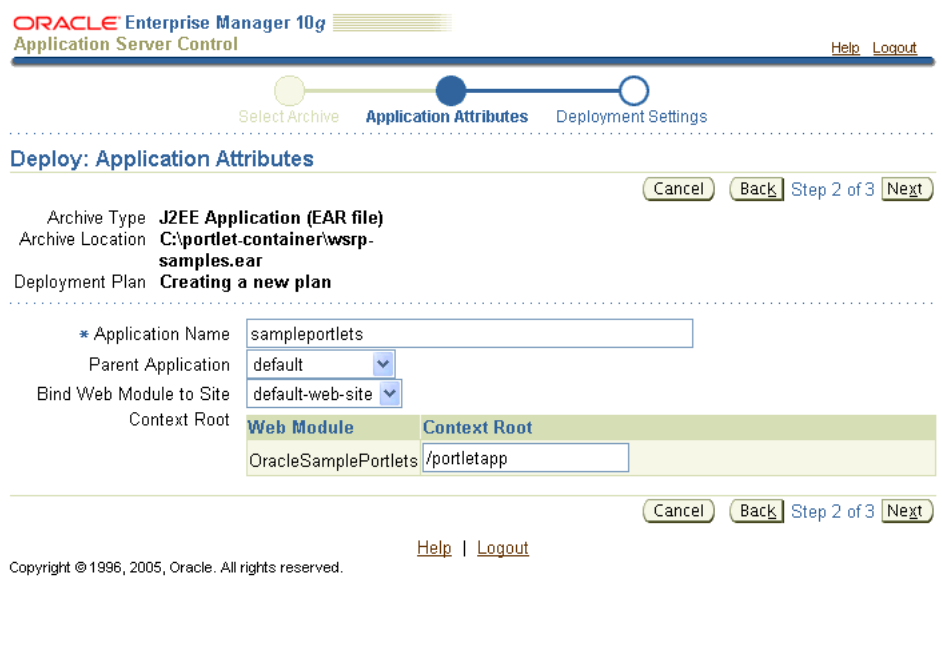 ORACLE Enterprise Manager 10g
Application Server Control
Help Logout
Select Archive Application Attributes Deployment Settings
Deploy: Application Attributes
Cancel Back Step 2 of 3 Next
Archive Type J2EE Application (EAR file)
Archive Location C:\portlet-container\wsrp-
samples.ear
Deployment Plan Creating a new plan
* Application Name sampleportlets
Parent Application default
Bind Web Module to Site default-web-site
Context Root
Web Module Context Root
OracleSamplePortlets /portletapp
Cancel Back Step 2 of 3 Next
Help | Logout
Copyright © 1996, 2005, Oracle. All rights reserved.